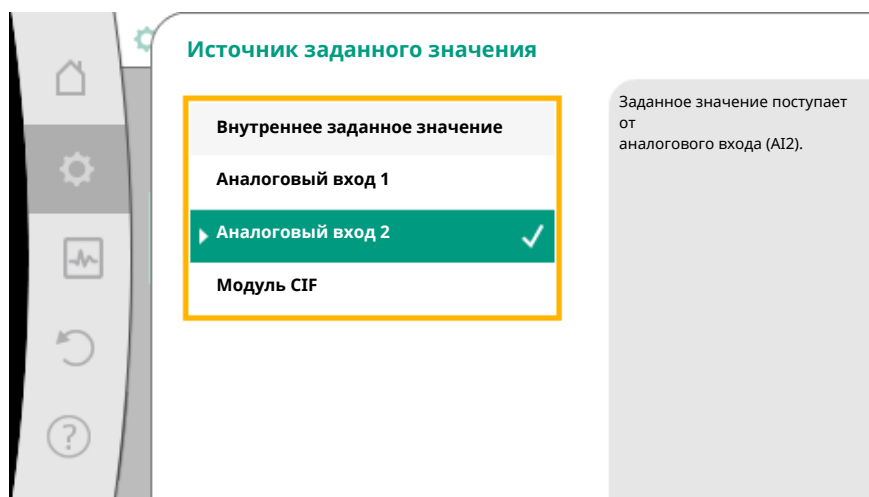 Источник заданного значения
Внутреннее заданное значение
Аналоговый вход 1
Аналоговый вход 2
Модуль CIF
Заданное значение поступает
от
аналогового входа (AI2).